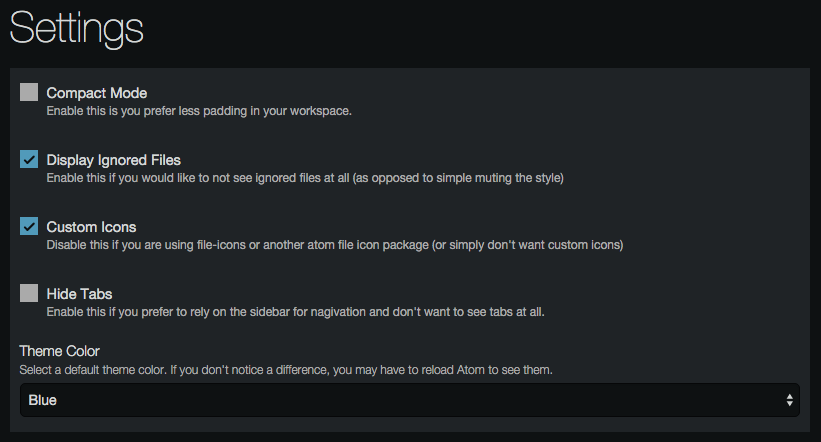 Settings
Compact Mode
Enable this is you prefer less padding in your workspace.
Display Ignored Files
Enable this if you would like to not see ignored files at all (as opposed to simple muting the style)
Custom Icons
Disable this if you are using file-icons or another atom file icon package (or simply don't want custom icons)
Hide Tabs
Enable this if you prefer to rely on the sidebar for nagivation and don't want to see tabs at all.
Theme Color
Select a default theme color. If you don't notice a difference, you may have to reload Atom to see them.
Blue